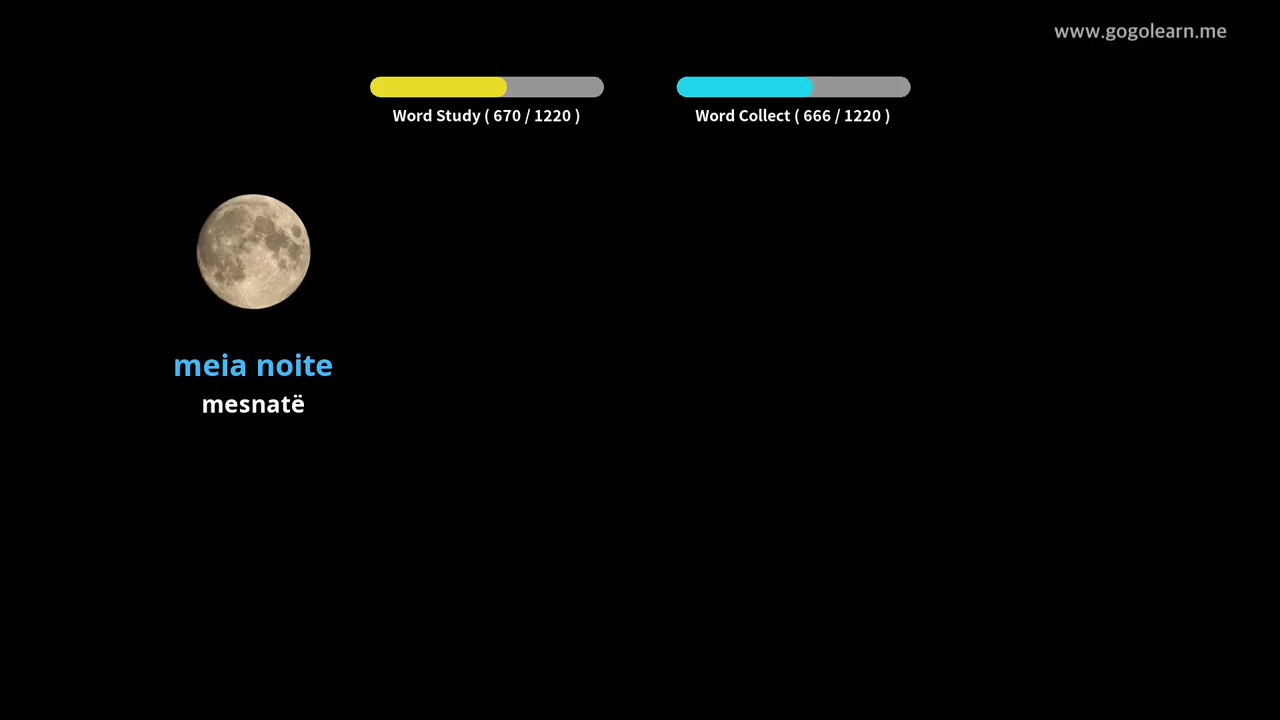 www.gogolearn.me
Word Study ( 670 / 1220 )
Word Collect ( 666 / 1220 )
meia noite
mesnatë